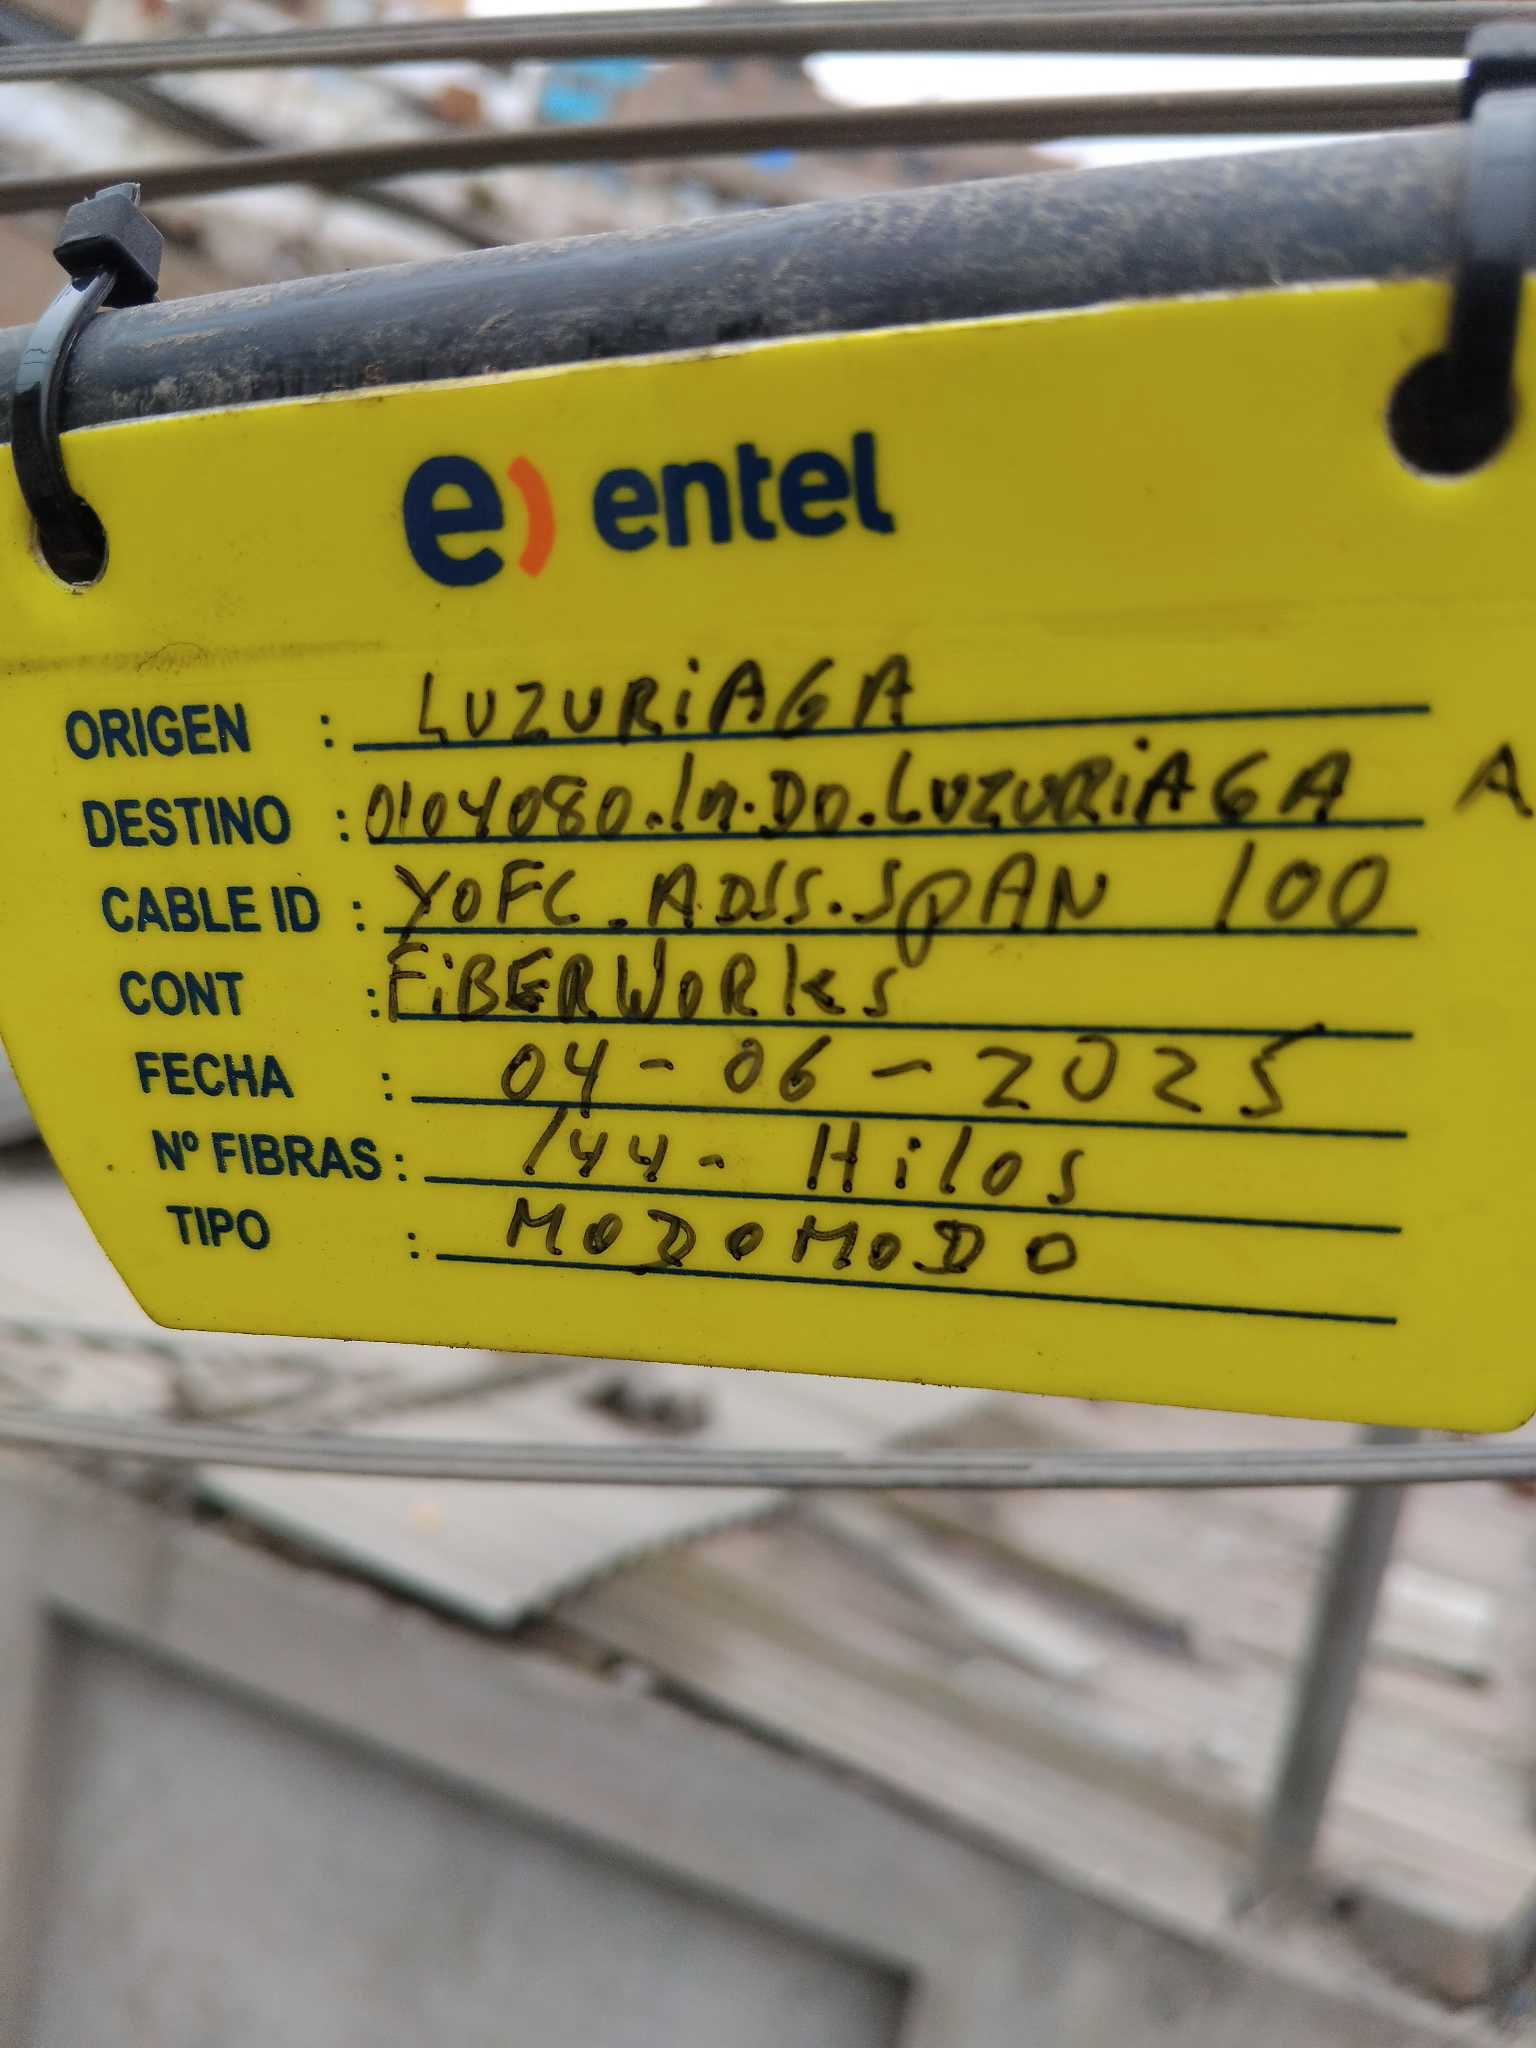 e) entel
ORIGEN : LUZURiAGA
DESTINO : 0104080.In.Do.LUZURiAGA A
CABLE ID : YOFC_ADSS.SPAN 100
CONT : FiBERWORks
FECHA : 04-06-2025
Nº FIBRAS : 144- Hilos
TIPO : MODOMODO